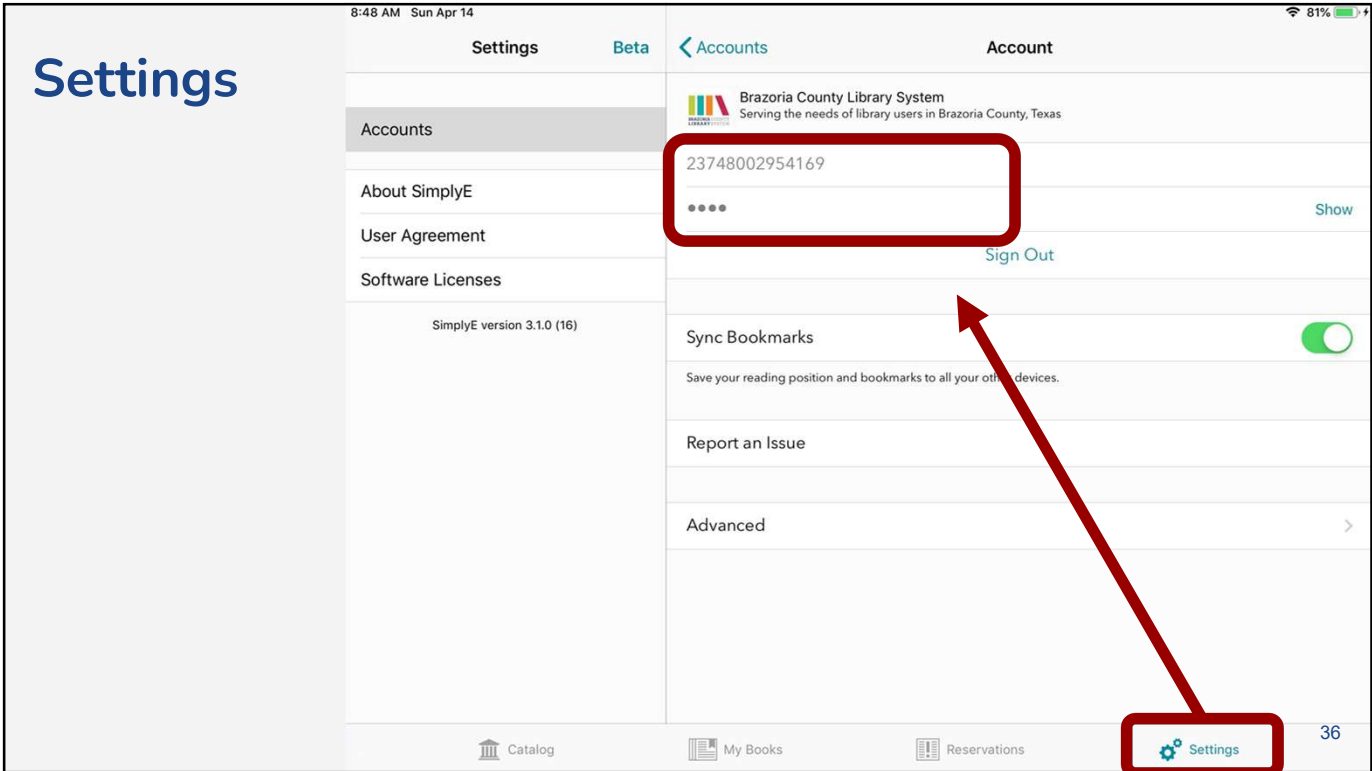 Settings
8:48 AM Sun Apr 14
81%
Settings
Beta
Accounts
Account
Brazoria County Library System
Serving the needs of library users in Brazoria County, Texas
Accounts
23748002954169
About SimplyE
••••
Show
User Agreement
Sign Out
Software Licenses
SimplyE version 3.1.0 (16)
Sync Bookmarks
Save your reading position and bookmarks to all your other devices.
Report an Issue
Advanced
Catalog
My Books
Reservations
Settings
36